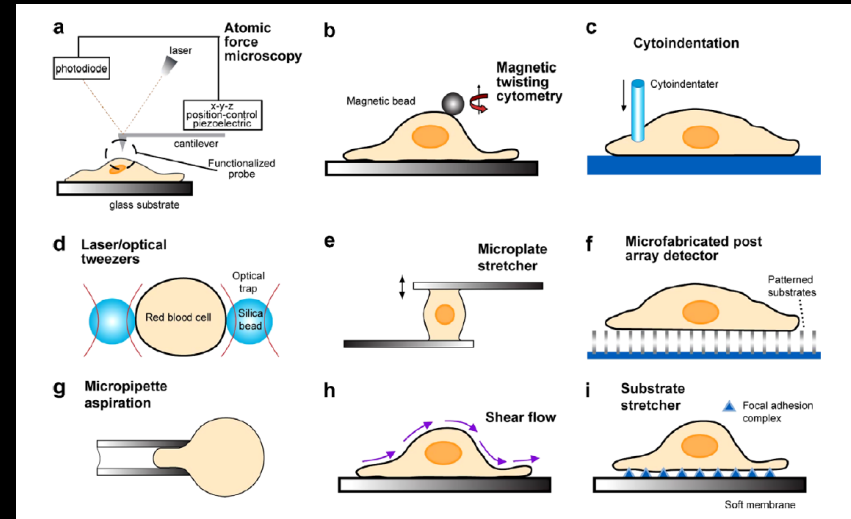 a
Atomic
force
microscopy
laser
photodiode
x-y-z
position-control
piezoelectric
cantilever
Functionalized
probe
glass substrate
b
Magnetic bead
Magnetic
twisting
cytometry
c
Cytoindentation
Cytoindentater
d
Laser/optical
tweezers
Optical
trap
Red blood cell
Silica
bead
e
Microplate
stretcher
f
Microfabricated post
array detector
Patterned
substrates
g
Micropipette
aspiration
h
Shear flow
i
Substrate
stretcher
Focal adhesion
complex
Soft membrane